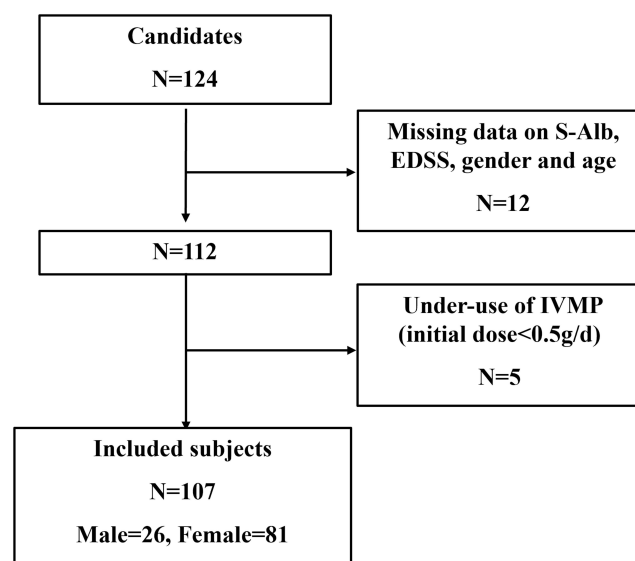 Candidates
N=124
Missing data on S-Alb,
EDSS, gender and age
N=12
N=112
Under-use of IVMP
(initial dose<0.5g/d)
N=5
Included subjects
N=107
Male=26, Female=81